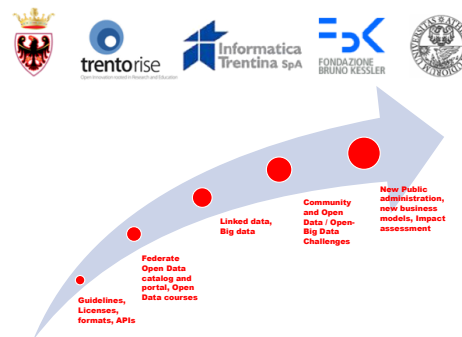 trentorise
Open Innovation rooted in Research and Education
Informatica
Trentina SpA
FONDAZIONE
BRUNO KESSLER
New Public
administration,
new business
models, Impact
assessment
Community
and Open
Data / Open-
Big Data
Challenges
Linked data,
Big data
Federate
Open Data
catalog and
portal, Open
Data courses
Guidelines,
Licenses,
formats, APIs